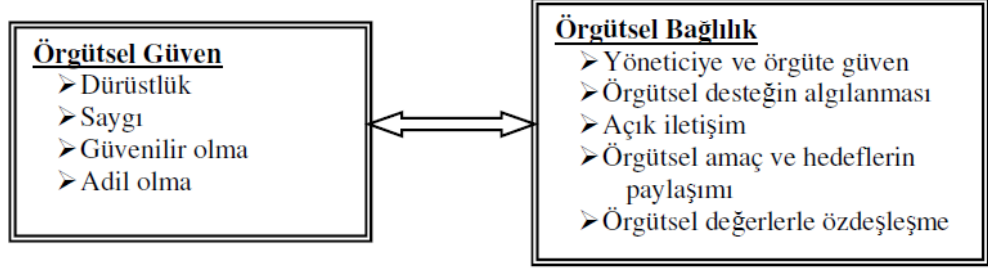 Örgütsel Güven
➢ Dürüstlük
➢ Saygı
➢ Güvenilir olma
➢ Adil olma
Örgütsel Bağlılık
➢ Yöneticiye ve örgüte güven
➢ Örgütsel desteğin algılanması
➢ Açık iletişim
➢ Örgütsel amaç ve hedeflerin
paylaşımı
➢ Örgütsel değerlerle özdeşleşme